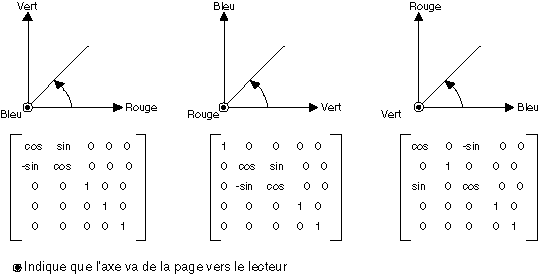 Vert Bleu Rouge
Bleu Rouge Rouge Vert Vert Bleu
cos sin 0 0 0 1 0 0 0 0 cos 0 -sin 0 0
-sin cos 0 0 0 0 cos sin 0 0 0 1 0 0 0
0 0 1 0 0 0 -sin cos 0 0 sin 0 cos 0 0
0 0 0 1 0 0 0 0 1 0 0 0 0 1 0
0 0 0 0 1 0 0 0 0 1 0 0 0 0 1
Indique que l'axe va de la page vers le lecteur